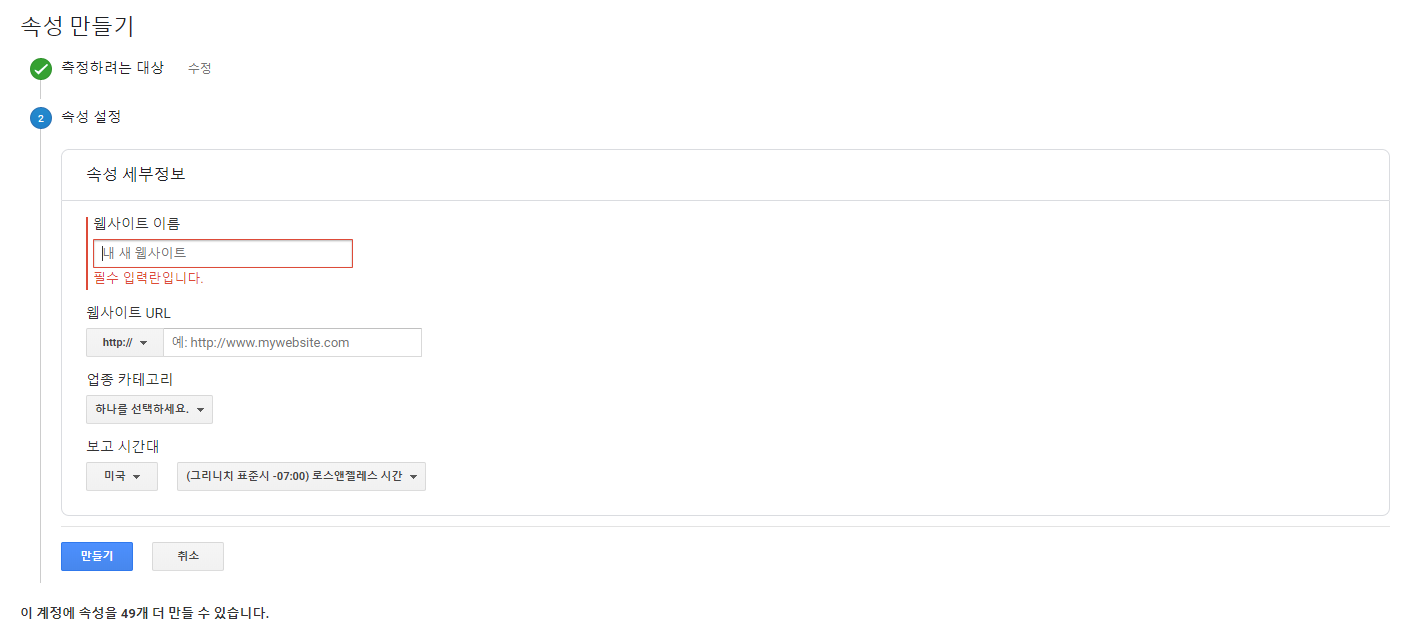 속성 만들기
측정하려는 대상 수정
2 속성 설정
속성 세부정보
웹사이트 이름
내 새 웹사이트
필수 입력란입니다.
웹사이트 URL
http:// 예: http://www.mywebsite.com
업종 카테고리
하나를 선택하세요.
보고 시간대
미국 (그리니치 표준시 -07:00) 로스앤젤레스 시간
만들기 취소
이 계정에 속성을 49개 더 만들 수 있습니다.